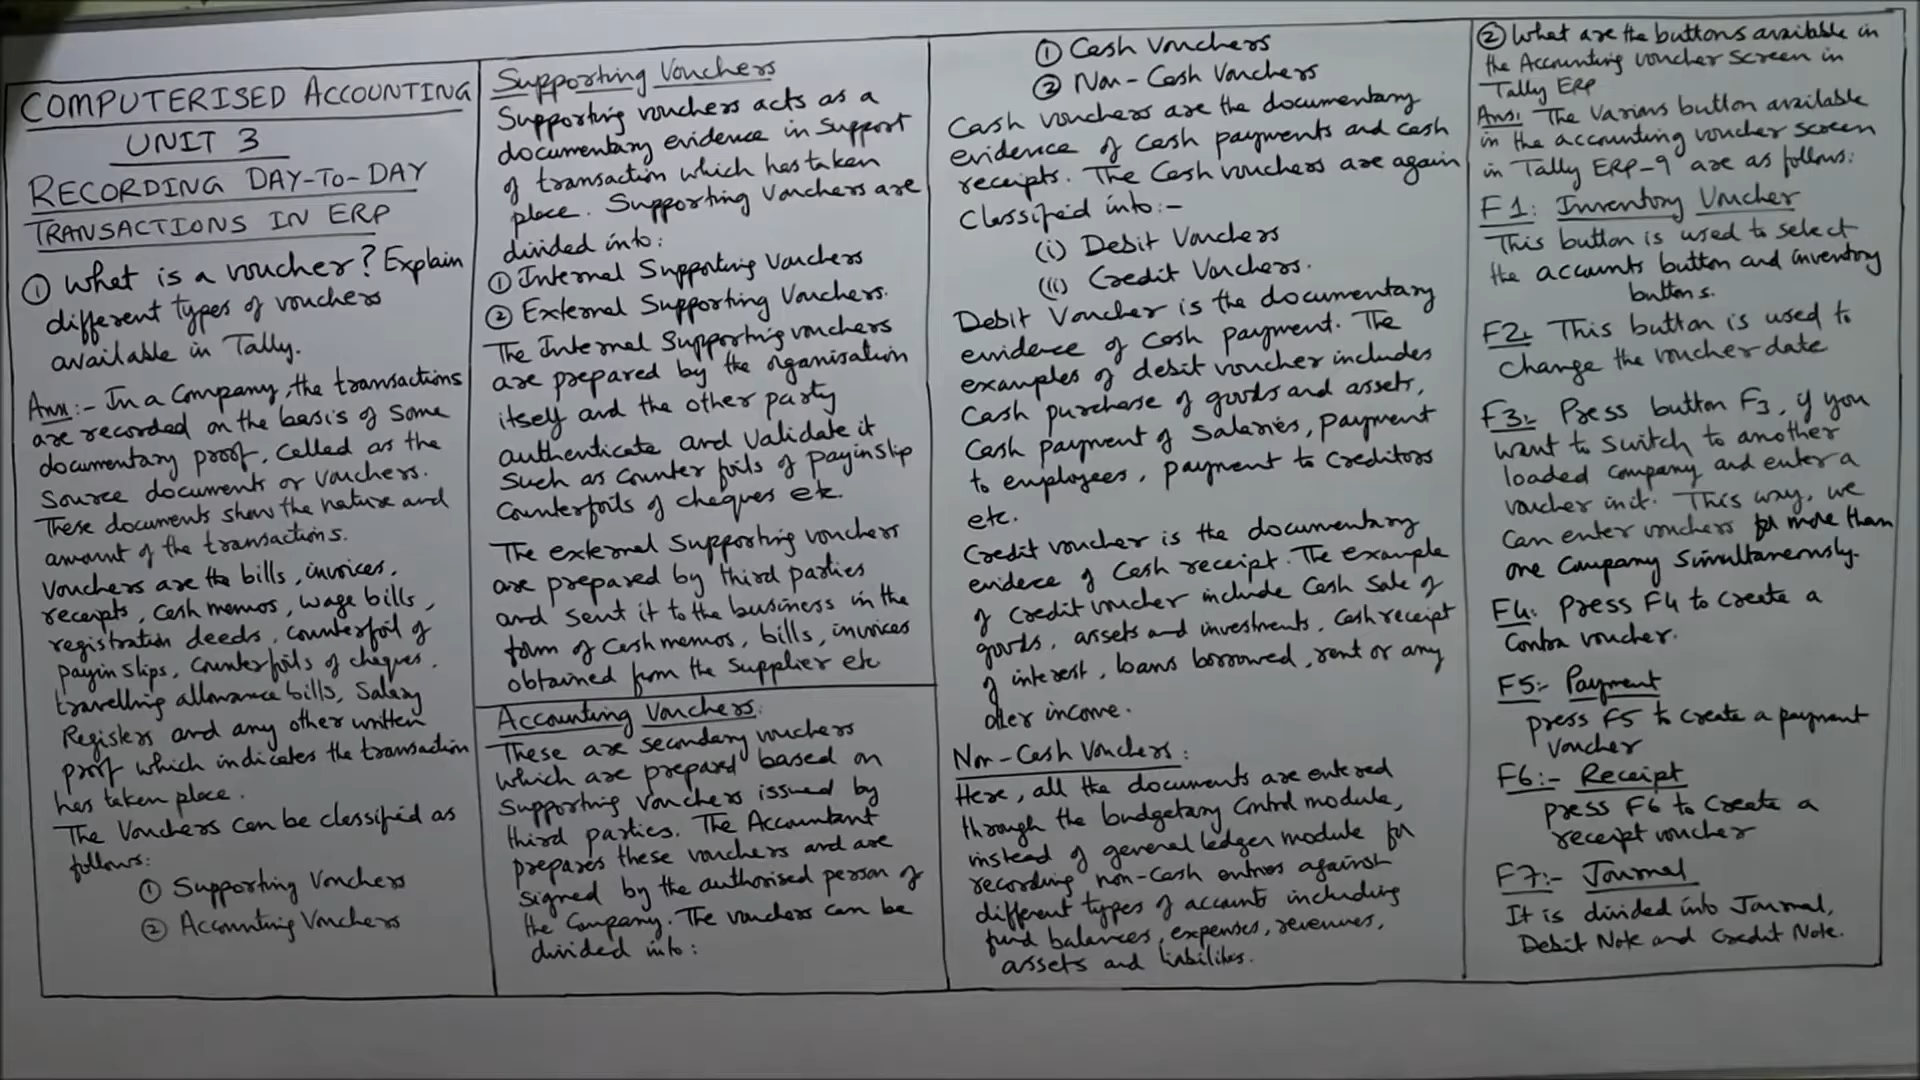 COMPUTERISED ACCOUNTING
UNIT 3
RECORDING DAY-TO-DAY
TRANSACTIONS IN ERP
① What is a voucher? Explain
different types of vouchers
available in Tally.
Ans:- In a Company, the transactions
are recorded on the basis of some
documentary proof, called as the
Source documents or vouchers.
These documents show the nature and
amount of the transactions.
Vouchers are the bills, invoices,
receipts, cash memos, wage bills,
registration deeds, counterfoil of
payin slips, counterfoils of cheques,
travelling allowance bills, Salary
Registers and any other written
proof which indicates the transaction
has taken place.
The Vouchers can be classified as
follows:
① Supporting Vouchers
② Accounting Vouchers
Supporting Vouchers
Supporting vouchers acts as a
documentary evidence in support
of transaction which has taken
place. Supporting Vouchers are
divided into:
① Internal Supporting Vouchers
② External Supporting Vouchers.
The Internal Supporting vouchers
are prepared by the organisation
itself and the other party
authenticate and validate it
Such as counter foils of payinslip
Counterfoils of cheques etc.
The external supporting vouchers
are prepared by third parties
and sent it to the business in the
form of Cash memos, bills, invoices
obtained from the supplier etc
Accounting Vouchers:
These are secondary vouchers
which are prepared based on
supporting vouchers issued by
third parties. The Accountant
prepares these vouchers and are
signed by the authorised person of
the Company. The vouchers can be
divided into:
① Cash Vouchers
② Non-Cash Vouchers
Cash vouchers are the documentary
evidence of Cash payments and cash
receipts. The Cash vouchers are again
Classified into:-
(i) Debit Vouchers
(ii) Credit Vouchers.
Debit Voucher is the documentary
evidence of Cash payment. The
examples of debit voucher includes
Cash purchase of goods and assets,
Cash payment of Salaries, payment
to employees, payment to creditors
etc.
Credit voucher is the documentary
evidece of Cash receipt. The example
of Credit voucher include Cash Sale of
goods, assets and investments, Cash receipt
of interest, loans borrowed, rent or any
other income.
Non-Cash Vouchers:
Here, all the documents are entered
through the budgetary Control module,
instead of general ledger module for
recording non-Cash entries against
different types of accounts including
fund balances, expenses, revenues,
assets and liabilities.
② What are the buttons available in
the Accounting voucher screen in
Tally ERP
Ans: The Various button available
in the accounting voucher screen
in Tally ERP-9 are as follows:
F1: Inventory Voucher
This button is used to select
the accounts button and inventory
buttons.
F2: This button is used to
change the voucher date
F3:- Press button F3, if you
want to switch to another
loaded company and enter a
voucher in it. This way, we
Can enter vouchers for more than
one Company Simultaneously.
F4: Press F4 to Create a
Contra voucher.
F5:- Payment
press F5 to create a payment
voucher
F6:- Receipt
press F6 to Create a
receipt voucher
F7:- Journal
It is divided into Journal,
Debit Note and Credit Note.